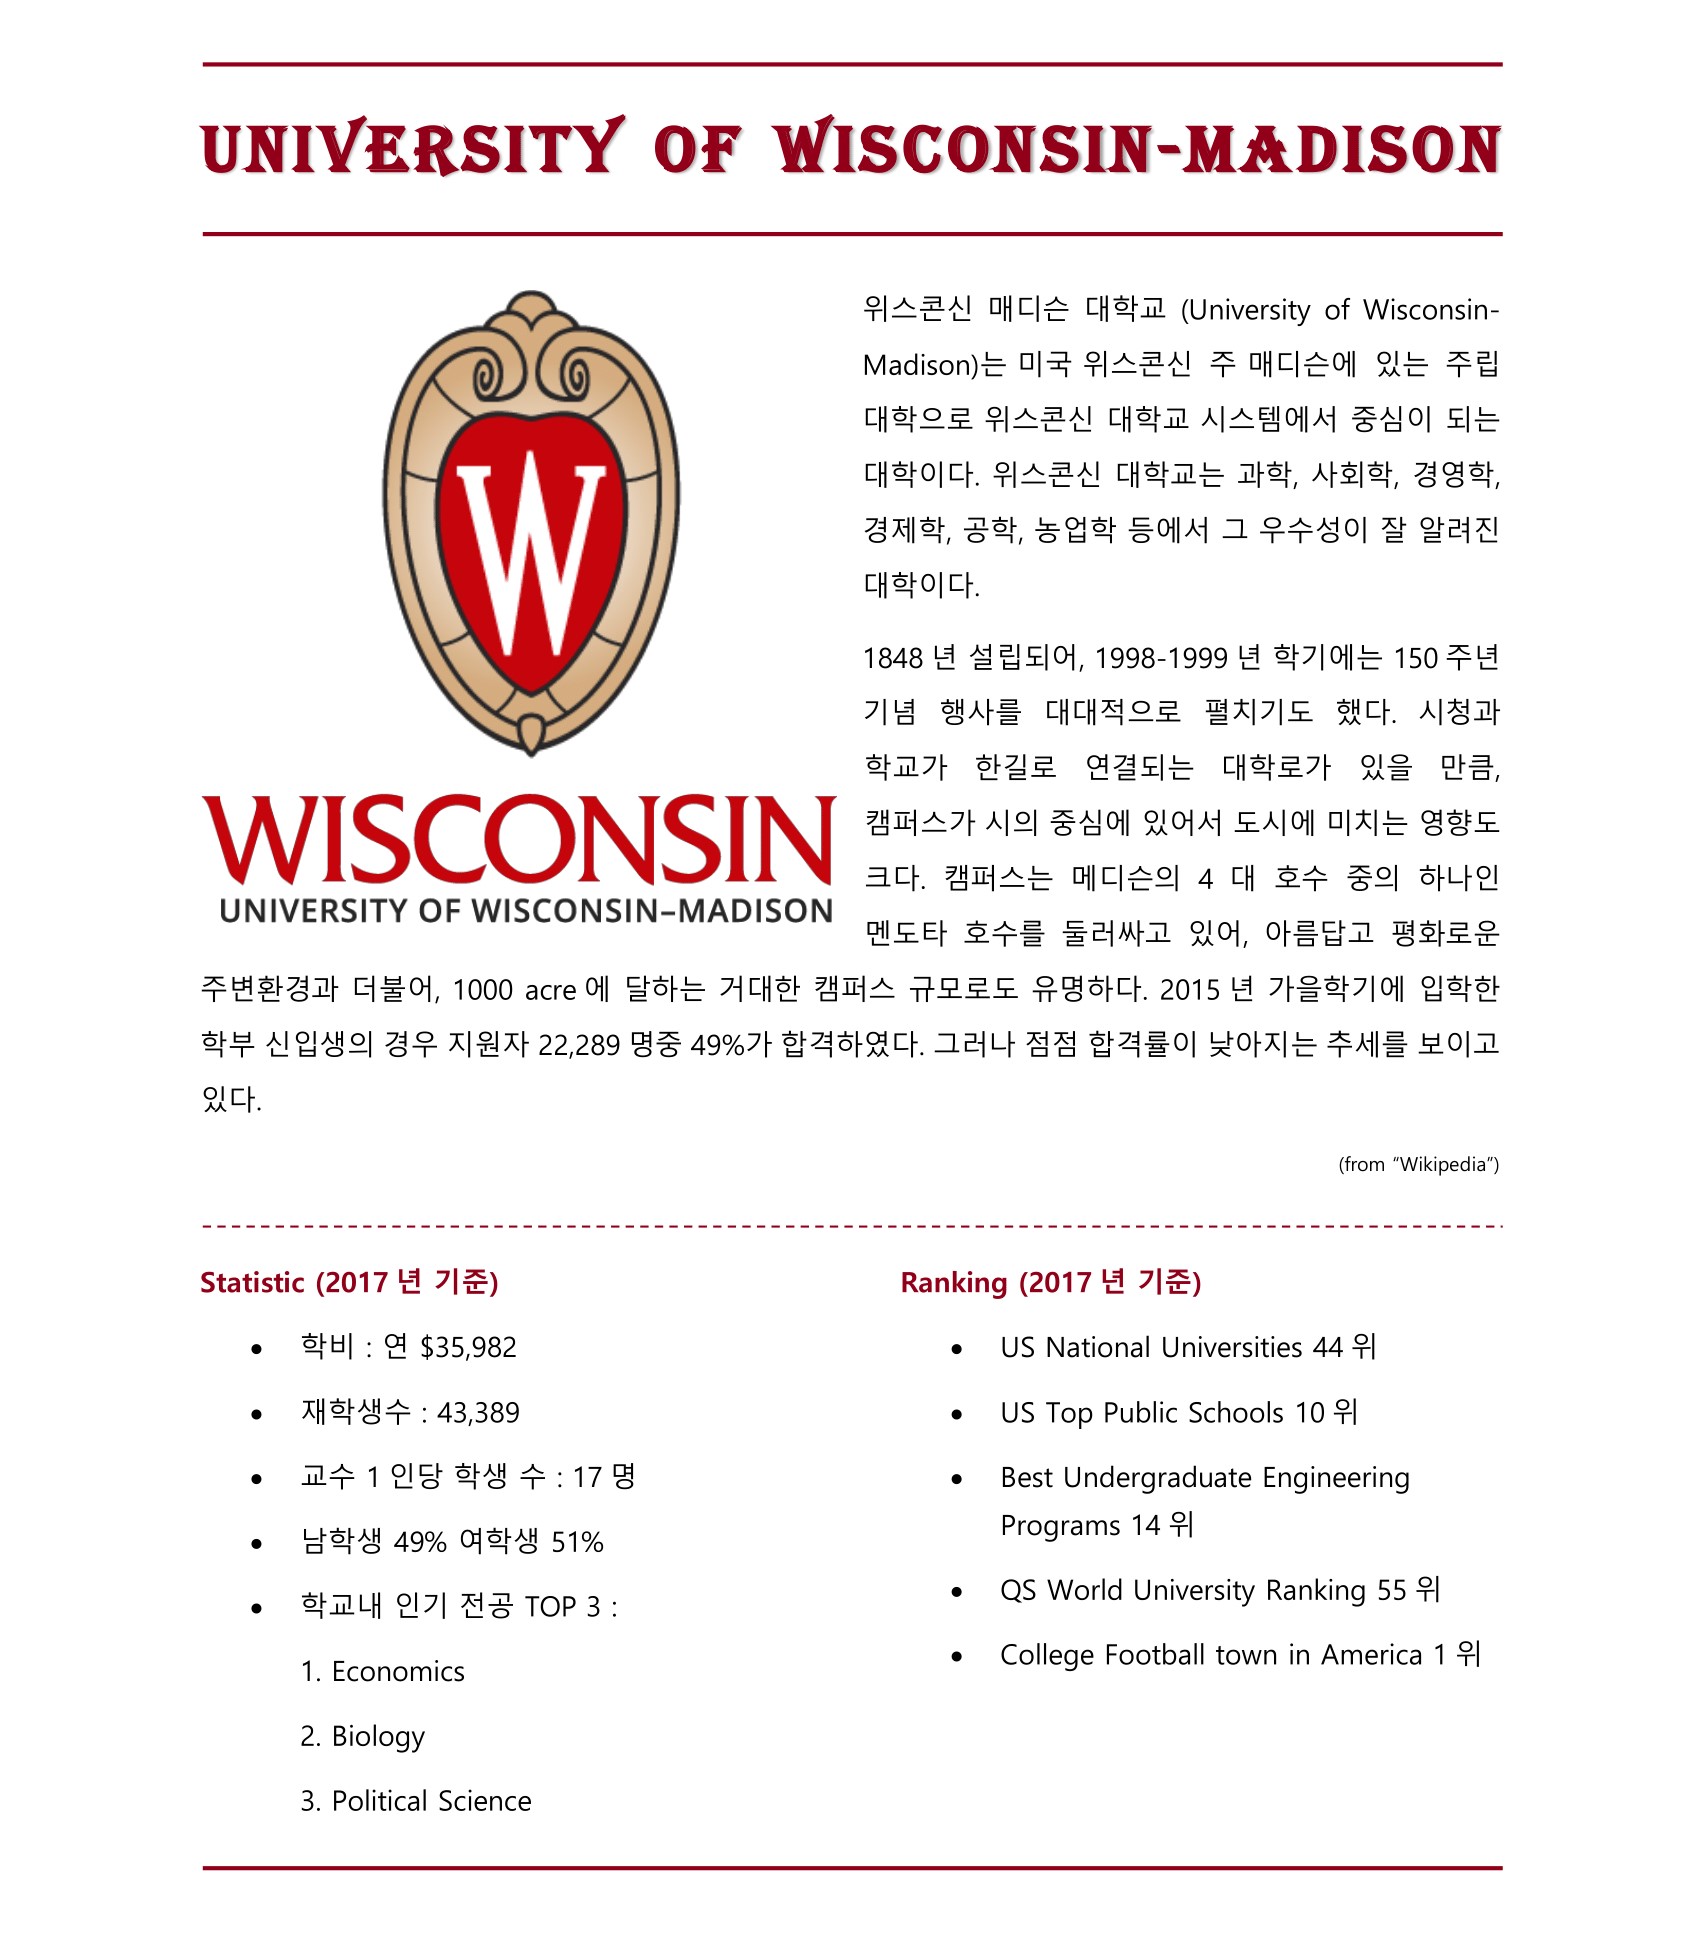 UNIVERSITY OF WISCONSIN-MADISON
W
WISCONSIN
UNIVERSITY OF WISCONSIN–MADISON
위스콘신 매디슨 대학교 (University of Wisconsin-
Madison)는 미국 위스콘신 주 매디슨에 있는 주립
대학으로 위스콘신 대학교 시스템에서 중심이 되는
대학이다. 위스콘신 대학교는 과학, 사회학, 경영학,
경제학, 공학, 농업학 등에서 그 우수성이 잘 알려진
대학이다.
1848 년 설립되어, 1998-1999 년 학기에는 150 주년
기념 행사를 대대적으로 펼치기도 했다. 시청과
학교가 한길로 연결되는 대학로가 있을 만큼,
캠퍼스가 시의 중심에 있어서 도시에 미치는 영향도
크다. 캠퍼스는 메디슨의 4 대 호수 중의 하나인
멘도타 호수를 둘러싸고 있어, 아름답고 평화로운
주변환경과 더불어, 1000 acre 에 달하는 거대한 캠퍼스 규모로도 유명하다. 2015 년 가을학기에 입학한
학부 신입생의 경우 지원자 22,289 명중 49%가 합격하였다. 그러나 점점 합격률이 낮아지는 추세를 보이고
있다.
(from “Wikipedia”)
Statistic (2017 년 기준)
• 학비 : 연 $35,982
• 재학생수 : 43,389
• 교수 1 인당 학생 수 : 17 명
• 남학생 49% 여학생 51%
• 학교내 인기 전공 TOP 3 :
1. Economics
2. Biology
3. Political Science
Ranking (2017 년 기준)
• US National Universities 44 위
• US Top Public Schools 10 위
• Best Undergraduate Engineering
Programs 14 위
• QS World University Ranking 55 위
• College Football town in America 1 위